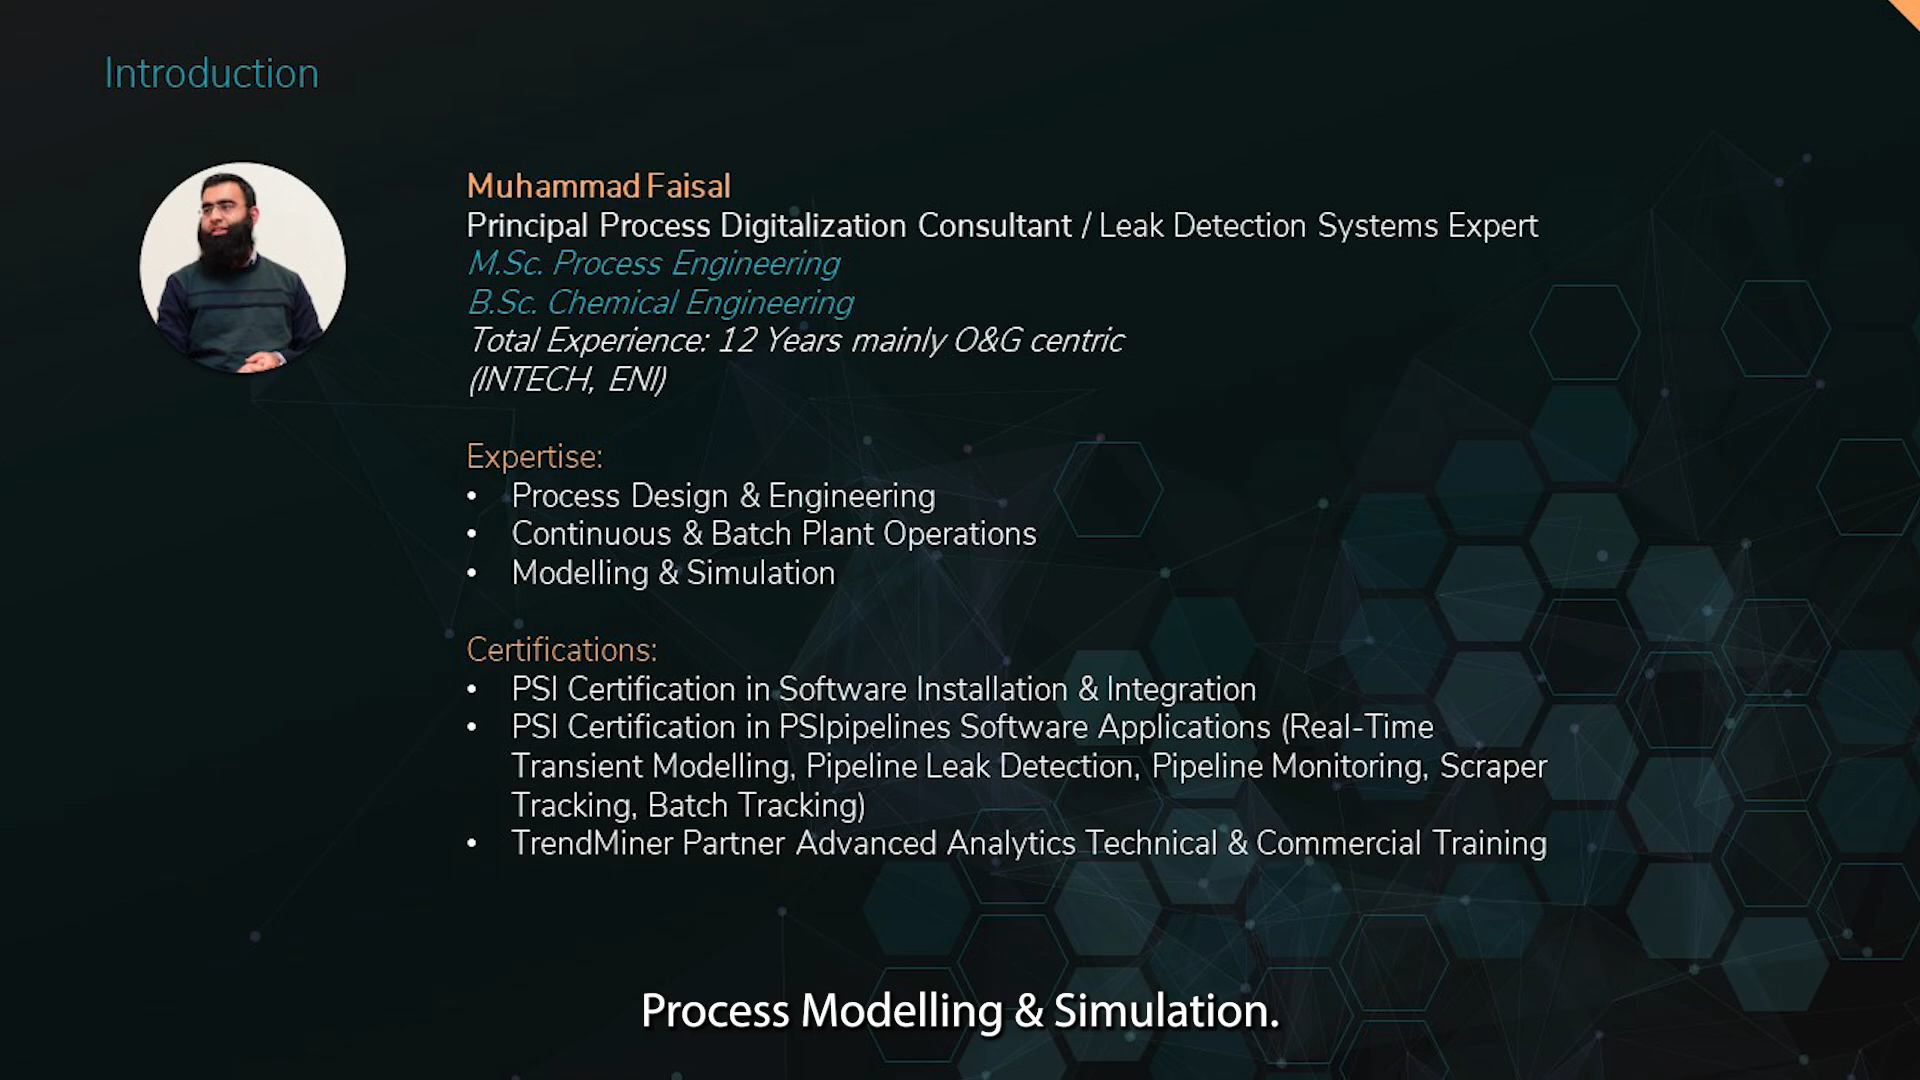 Introduction
Muhammad Faisal
Principal Process Digitalization Consultant / Leak Detection Systems Expert
M.Sc. Process Engineering
B.Sc. Chemical Engineering
Total Experience: 12 Years mainly O&G centric
(INTECH, ENI)
Expertise:
• Process Design & Engineering
• Continuous & Batch Plant Operations
• Modelling & Simulation
Certifications:
• PSI Certification in Software Installation & Integration
• PSI Certification in PSIpipelines Software Applications (Real-Time
Transient Modelling, Pipeline Leak Detection, Pipeline Monitoring, Scraper
Tracking, Batch Tracking)
• TrendMiner Partner Advanced Analytics Technical & Commercial Training
Process Modelling & Simulation.